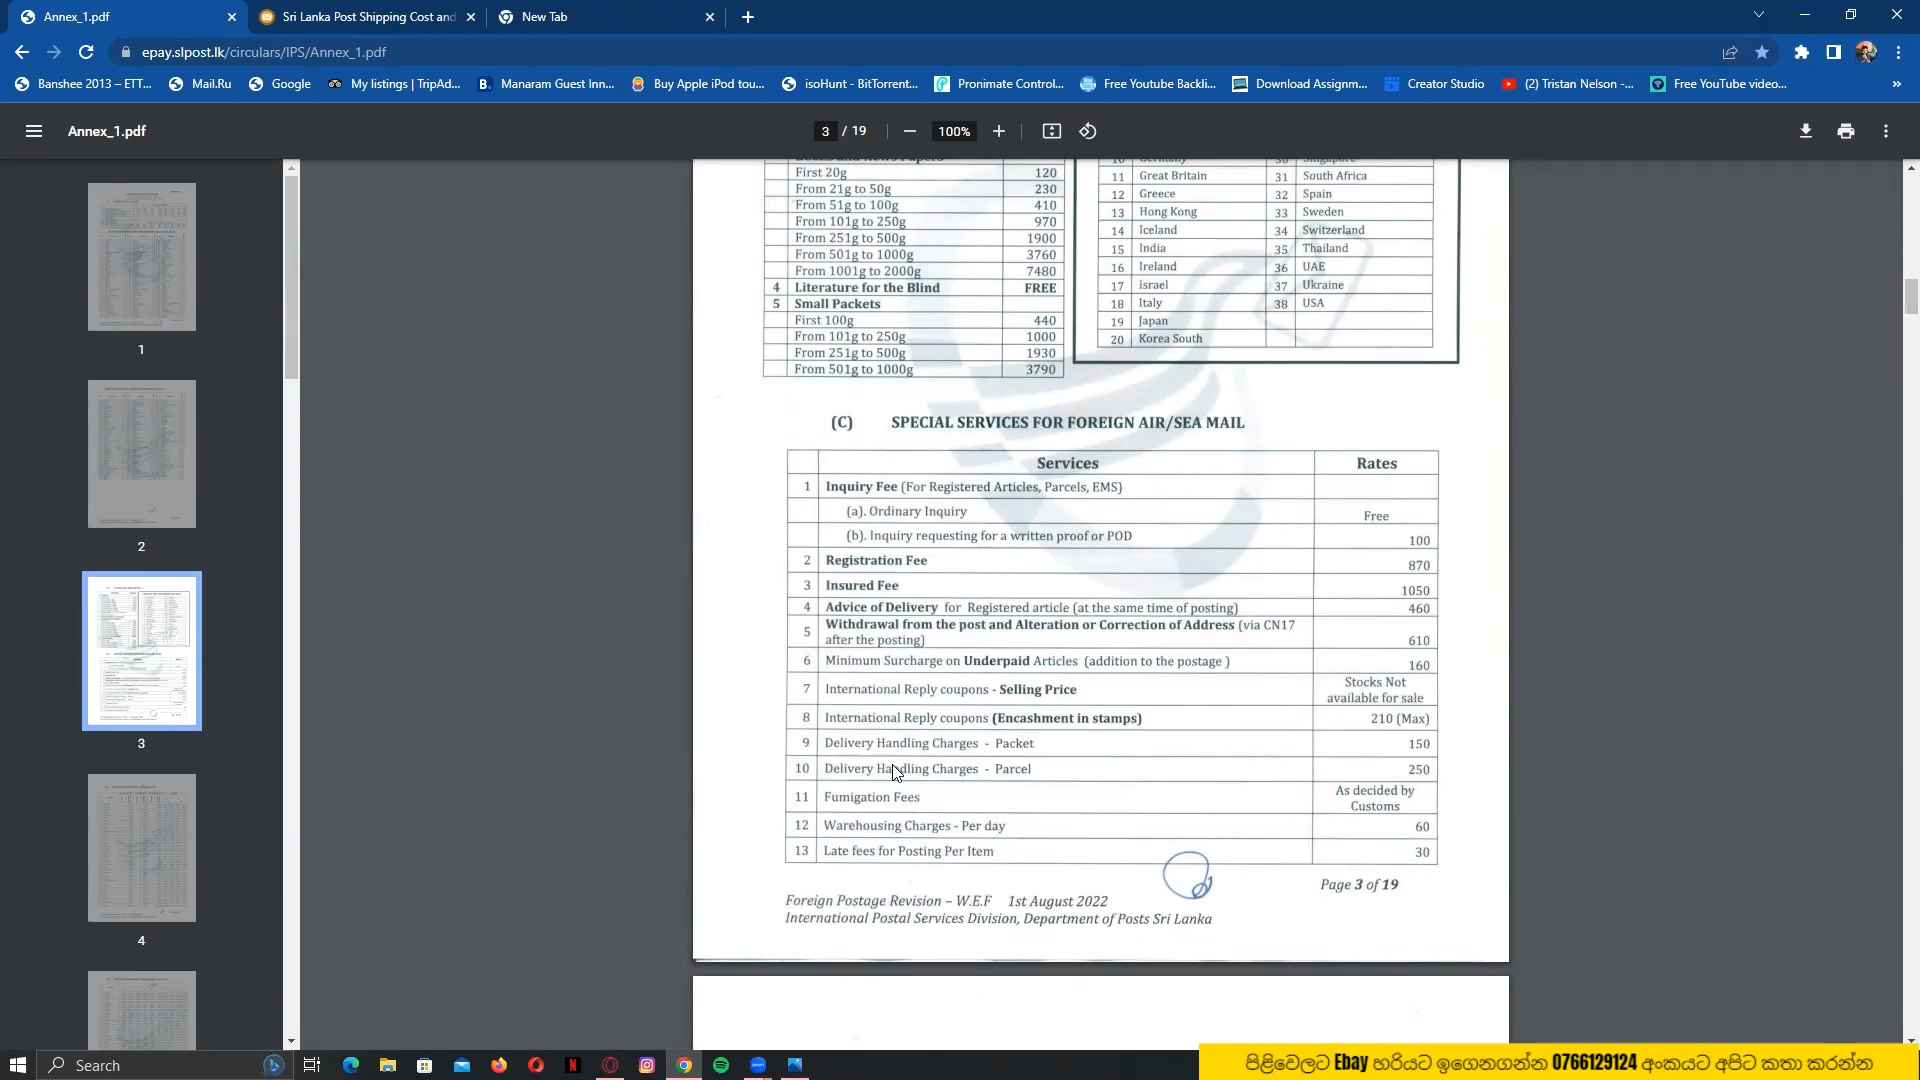 Annex_1.pdf
Sri Lanka Post Shipping Cost and
New Tab
epay.slpost.lk/circulars/IPS/Annex_1.pdf
Banshee 2013 – ETT...
Mail.Ru
Google
My listings | TripAd...
Manaram Guest Inn...
Buy Apple iPod tou...
isoHunt - BitTorrent...
Pronimate Control...
Free Youtube Backli...
Download Assignm...
Creator Studio
(2) Tristan Nelson -...
Free YouTube video...
Annex_1.pdf
3 / 19
100%
1
2
3
4
First 20g 120
From 21g to 50g 230
From 51g to 100g 410
From 101g to 250g 970
From 251g to 500g 1900
From 501g to 1000g 3760
From 1001g to 2000g 7480
4 Literature for the Blind FREE
5 Small Packets
First 100g 440
From 101g to 250g 1000
From 251g to 500g 1930
From 501g to 1000g 3790
10 Germany 30 Singapore
11 Great Britain 31 South Africa
12 Greece 32 Spain
13 Hong Kong 33 Sweden
14 Iceland 34 Switzerland
15 India 35 Thailand
16 Ireland 36 UAE
17 Israel 37 Ukraine
18 Italy 38 USA
19 Japan
20 Korea South
(C) SPECIAL SERVICES FOR FOREIGN AIR/SEA MAIL
Services Rates
1 Inquiry Fee (For Registered Articles, Parcels, EMS)
(a). Ordinary Inquiry Free
(b). Inquiry requesting for a written proof or POD 100
2 Registration Fee 870
3 Insured Fee 1050
4 Advice of Delivery for Registered article (at the same time of posting) 460
5 Withdrawal from the post and Alteration or Correction of Address (via CN17
after the posting) 610
6 Minimum Surcharge on Underpaid Articles (addition to the postage ) 160
7 International Reply coupons - Selling Price Stocks Not
available for sale
8 International Reply coupons (Encashment in stamps) 210 (Max)
9 Delivery Handling Charges - Packet 150
10 Delivery Handling Charges - Parcel 250
11 Fumigation Fees As decided by
Customs
12 Warehousing Charges - Per day 60
13 Late fees for Posting Per Item 30
Page 3 of 19
Foreign Postage Revision – W.E.F 1st August 2022
International Postal Services Division, Department of Posts Sri Lanka
Search
පිළිවෙලට Ebay හරියට ඉගෙනගන්න 0766129124 අංකයට අපිට කතා කරන්න